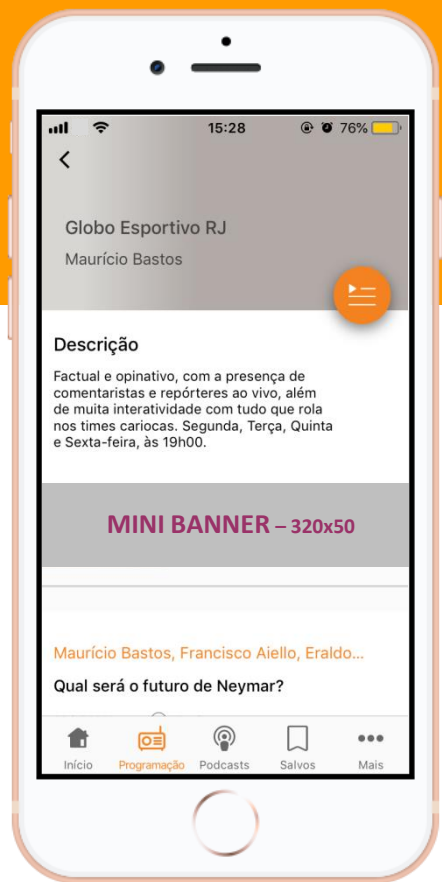 15:28 76%
Globo Esportivo RJ
Maurício Bastos
Descrição
Factual e opinativo, com a presença de
comentaristas e repórteres ao vivo, além
de muita interatividade com tudo que rola
nos times cariocas. Segunda, Terça, Quinta
e Sexta-feira, às 19h00.
MINI BANNER – 320x50
Maurício Bastos, Francisco Aiello, Eraldo...
Qual será o futuro de Neymar?
Início Programação Podcasts Salvos Mais